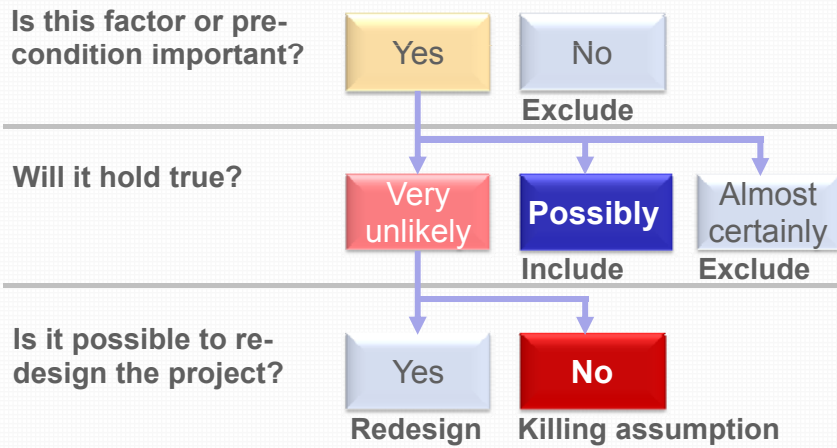 Is this factor or pre-
condition important?
Yes
No
Exclude
Will it hold true?
Very
unlikely
Possibly
Almost
certainly
Include
Exclude
Is it possible to re-
design the project?
Yes
No
Redesign
Killing assumption